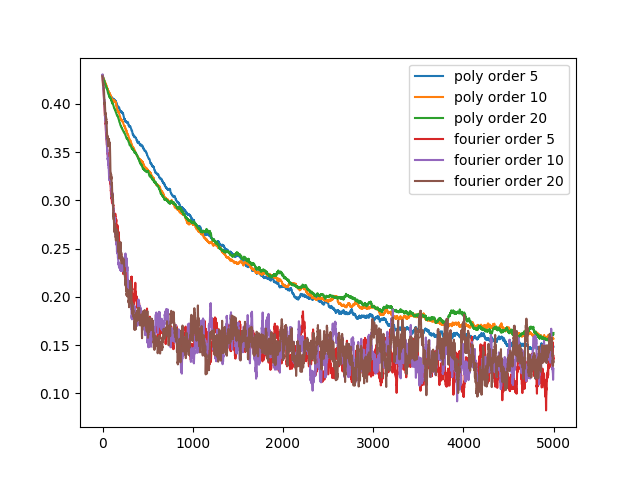 0.40
0.35
0.30
0.25
0.20
0.15
0.10
0
1000
2000
3000
4000
5000
poly order 5
poly order 10
poly order 20
fourier order 5
fourier order 10
fourier order 20